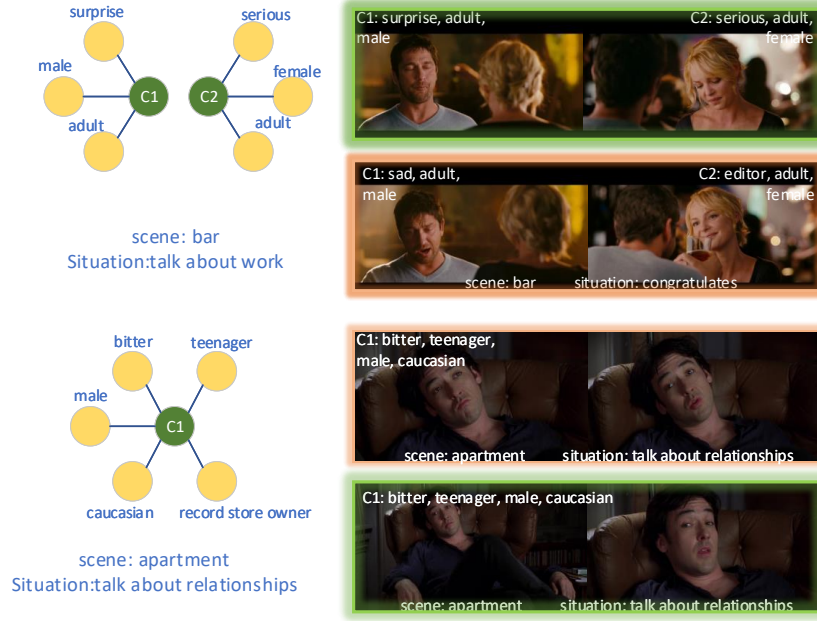 surprise
serious
male
female
C1
C2
adult
adult
scene: bar
Situation:talk about work
C1: surprise, adult,
male
C2: serious, adult,
female
C1: sad, adult,
male
C2: editor, adult,
female
scene: bar
situation: congratulates
bitter
teenager
male
C1
caucasian
record store owner
scene: apartment
Situation:talk about relationships
C1: bitter, teenager,
male, caucasian
scene: apartment
situation: talk about relationships
C1: bitter, teenager, male, caucasian
scene: apartment
situation: talk about relationships